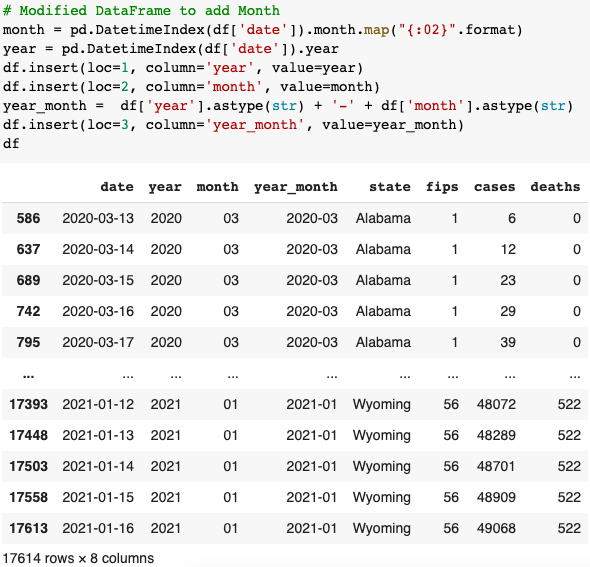 # Modified DataFrame to add Month
month = pd.DatetimeIndex(df['date']).month.map("{:02}".format)
year = pd.DatetimeIndex(df['date']).year
df.insert(loc=1, column='year', value=year)
df.insert(loc=2, column='month', value=month)
year_month =  df['year'].astype(str) + '-' + df['month'].astype(str)
df.insert(loc=3, column='year_month', value=year_month)
df
date year month year_month state fips cases deaths
586 2020-03-13 2020 03 2020-03 Alabama 1 6 0
637 2020-03-14 2020 03 2020-03 Alabama 1 12 0
689 2020-03-15 2020 03 2020-03 Alabama 1 23 0
742 2020-03-16 2020 03 2020-03 Alabama 1 29 0
795 2020-03-17 2020 03 2020-03 Alabama 1 39 0
... ... ... ... ... ... ... ... ...
17393 2021-01-12 2021 01 2021-01 Wyoming 56 48072 522
17448 2021-01-13 2021 01 2021-01 Wyoming 56 48289 522
17503 2021-01-14 2021 01 2021-01 Wyoming 56 48701 522
17558 2021-01-15 2021 01 2021-01 Wyoming 56 48909 522
17613 2021-01-16 2021 01 2021-01 Wyoming 56 49068 522
17614 rows × 8 columns